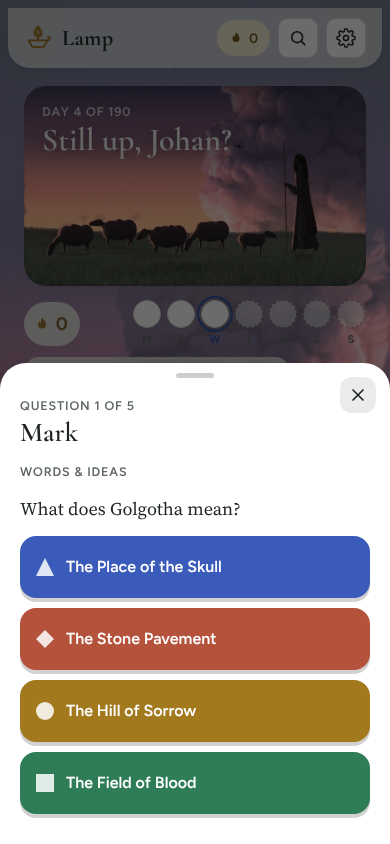 Lamp
0
DAY 4 OF 190
Still up, Johan?
0
M T W T F S S
QUESTION 1 OF 5
Mark
WORDS & IDEAS
What does Golgotha mean?
The Place of the Skull
The Stone Pavement
The Hill of Sorrow
The Field of Blood